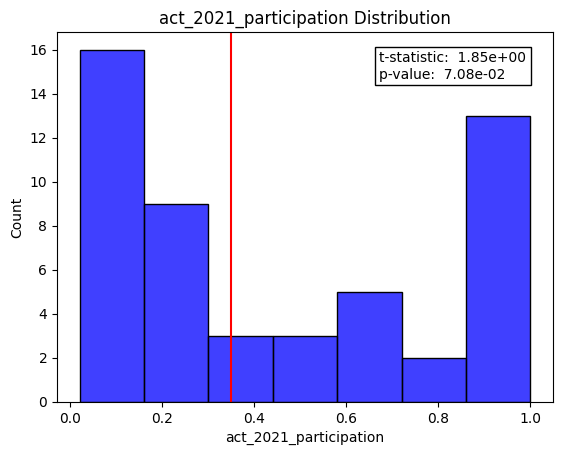 act_2021_participation Distribution
t-statistic:  1.85e+00
p-value:  7.08e-02
Count
16
14
12
10
8
6
4
2
0
0.0 0.2 0.4 0.6 0.8 1.0
act_2021_participation